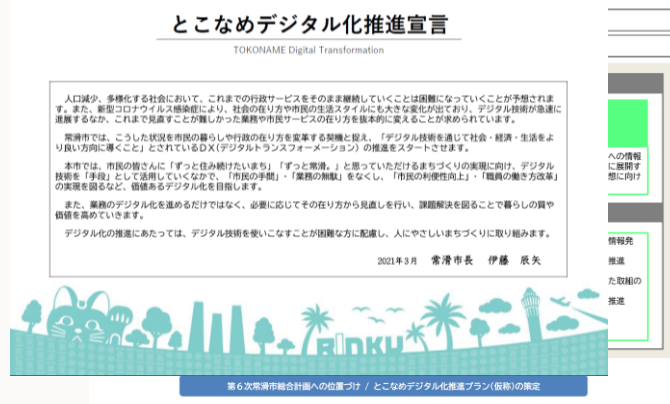 とこなめデジタル化推進宣言
TOKONAME Digital Transformation
人口減少、多様化する社会において、これまでの行政サービスをそのまま継続していくことは困難になっていくことが予想されま
す。また、新型コロナウイルス感染症により、社会の在り方や市民の生活スタイルにも大きな変化が出ており、デジタル技術が急速に
進展するなか、これまで見直すことが難しかった業務や市民サービスの在り方を抜本的に変えることが求められています。
常滑市では、こうした状況を市民の暮らしや行政の在り方を変革する契機と捉え、「デジタル技術を通じて社会・経済・生活をよ
り良い方向に導くこと」とされているDX(デジタルトランスフォーメーション)の推進をスタートさせます。
本市では、市民の皆さんに「ずっと住み続けたいまち」「ずっと常滑。」と思っていただけるまちづくりの実現に向け、デジタル
技術を「手段」として活用していくなかで、「市民の手間」・「業務の無駄」をなくし、「市民の利便性向上」・「職員の働き方改革」
の実現を図るなど、価値あるデジタル化を目指します。
また、業務のデジタル化を進めるだけではなく、必要に応じてその在り方から見直しを行い、課題解決を図ることで暮らしの質や
価値を高めていきます。
デジタル化の推進にあたっては、デジタル技術を使いこなすことが困難な方に配慮し、人にやさしいまちづくりに取り組みます。
2021年3月 常滑市長 伊藤 辰矢
RINKU
第6次常滑市総合計画への位置づけ / とこなめデジタル化推進プラン(仮称)の策定
への情報
に展開す
想に向け
情報発
推進
た取組の
推進